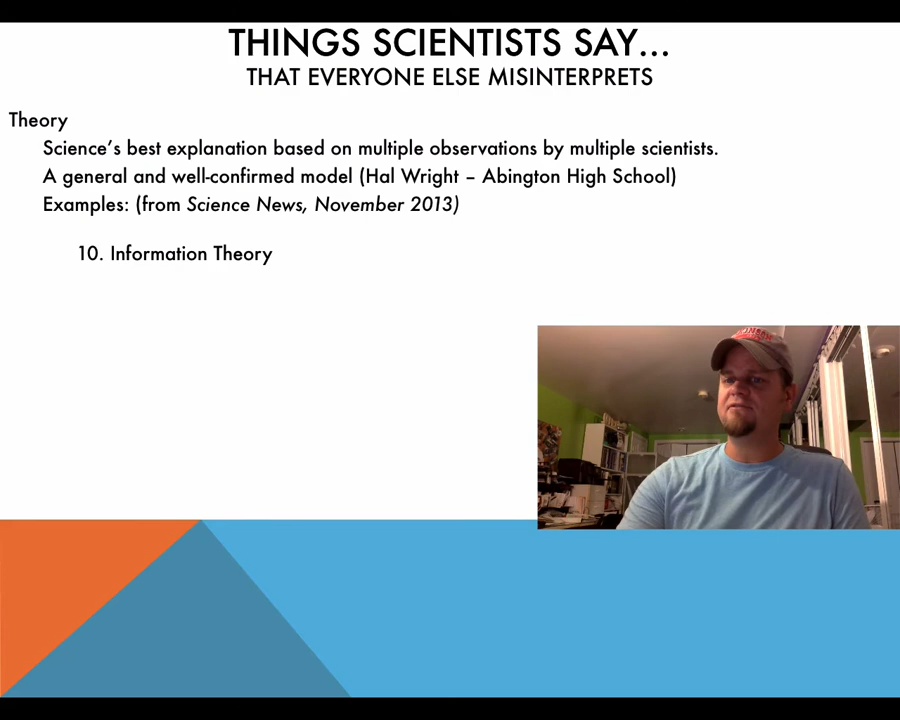 THINGS SCIENTISTS SAY...
THAT EVERYONE ELSE MISINTERPRETS
Theory
Science's best explanation based on multiple observations by multiple scientists.
A general and well-confirmed model (Hal Wright – Abington High School)
Examples: (from Science News, November 2013)
10. Information Theory